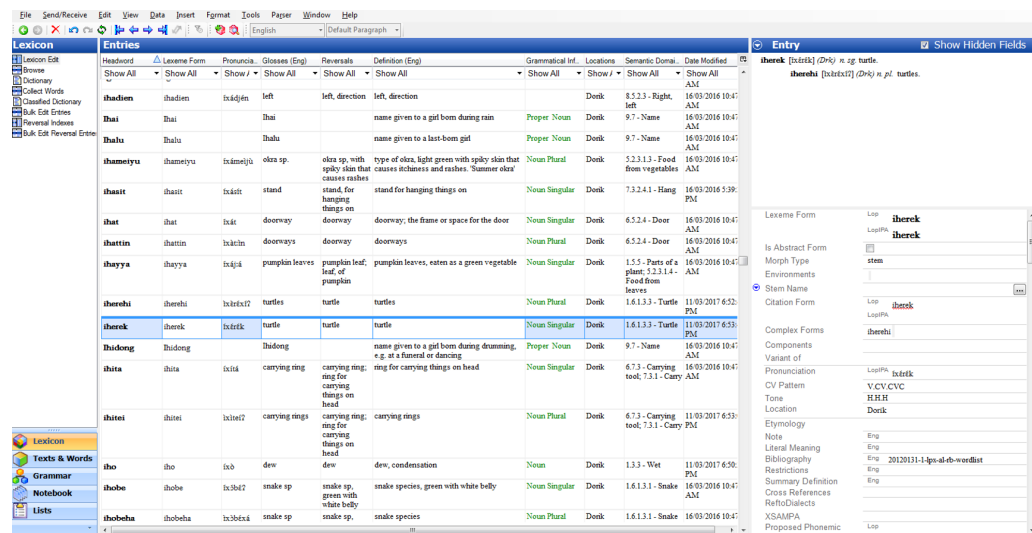 File Send/Receive Edit View Data Insert Format Tools Parser Window Help
English Default Paragraph
Lexicon
Lexicon Edit
Browse
Dictionary
Collect Words
Classified Dictionary
Bulk Edit Entries
Reversal Indexes
Bulk Edit Reversal Entries
Lexicon
Texts & Words
Grammar
Notebook
Lists
Entries
Headword Lexeme Form Pronuncia.. Glosses (Eng) Reversals Definition (Eng) Grammatical Inf.. Locations Semantic Domai.. Date Modified
Show All Show All Show A Show All Show All Show All Show All Show A Show All Show All
AM
ihadien ihadien left left, direction left, direction Dorik 8.5.2.3 - Right, left 16/03/2016 10:47 AM
Ihai Ihai Ihai name given to a girl born during rain Proper Noun Dorik 9.7 - Name 16/03/2016 10:47 AM
Ihalu Ihalu Ihalu name given to a last-born girl Proper Noun Dorik 9.7 - Name 16/03/2016 10:47 AM
ihameiyu ihameiyu okra sp. okra sp, with spiky skin that causes rashes type of okra, light green with spiky skin that causes itchiness and rashes. 'Summer okra' Noun Plural Dorik 5.2.3.1.3 - Food from vegetables 16/03/2016 10:47 AM
ihasit ihasit stand stand, for hanging things on stand for hanging things on Noun Singular Dorik 7.3.2.4.1 - Hang 16/03/2016 5:39: PM
ihat ihat doorway doorway doorway; the frame or space for the door Noun Singular Dorik 6.5.2.4 - Door 16/03/2016 10:47 AM
ihattin ihattin doorways doorway doorways Noun Plural Dorik 6.5.2.4 - Door 16/03/2016 10:47 AM
ihayya ihayya pumpkin leaves pumpkin leaf; leaf, of pumpkin pumpkin leaves, eaten as a green vegetable Dorik 1.5.5 - Parts of a plant; 5.2.3.1.4 - Food from leaves 16/03/2016 10:47 AM
iherehi iherehi turtles turtle turtles Noun Plural Dorik 1.6.1.3.3 - Turtle 11/03/2017 6:52: PM
iherek iherek turtle turtle turtle Noun Singular Dorik 1.6.1.3.3 - Turtle 11/03/2017 6:53: PM
Ihidong Ihidong Ihidong name given to a girl born during drumming, e.g. at a funeral or dancing Proper Noun Dorik 9.7 - Name 16/03/2016 10:47 AM
ihita ihita carrying ring carrying ring; ring for carrying things on head ring for carrying things on head Noun Singular Dorik 6.7.3 - Carrying tool; 7.3.1 - Carry 16/03/2016 10:47 AM
ihitei ihitei carrying rings carrying ring; ring for carrying things on head carrying rings Noun Plural Dorik 6.7.3 - Carrying tool; 7.3.1 - Carry 11/03/2017 6:53: PM
iho iho dew dew dew, condensation Noun Dorik 1.3.3 - Wet 11/03/2017 6:50: PM
ihobe ihobe snake sp snake sp, green with white belly snake species, green with white belly Noun Singular Dorik 1.6.1.3.1 - Snake 16/03/2016 10:47 AM
ihobeha ihobeha snake sp snake sp, snake species Noun Plural Dorik 1.6.1.3.1 - Snake 16/03/2016 10:47
Entry Show Hidden Fields
iherek (Drk) n. sg. turtle.
iherehi (Drk) n. pl. turtles.
Lexeme Form Lop iherek
LopIPA iherek
Is Abstract Form
Morph Type stem
Environments
Stem Name ...
Citation Form Lop iherek
LopIPA
Complex Forms iherehi
Components
Variant of
Pronunciation LopIPA
CV Pattern V.CV.CVC
Tone H.H.H
Location Dorik
Etymology
Note Eng
Literal Meaning Eng
Bibliography Eng 20120131-1-lpx-al-rb-wordlist
Restrictions Eng
Summary Definition Eng
Cross References
ReftoDialects
XSAMPA
Proposed Phonemic Lop